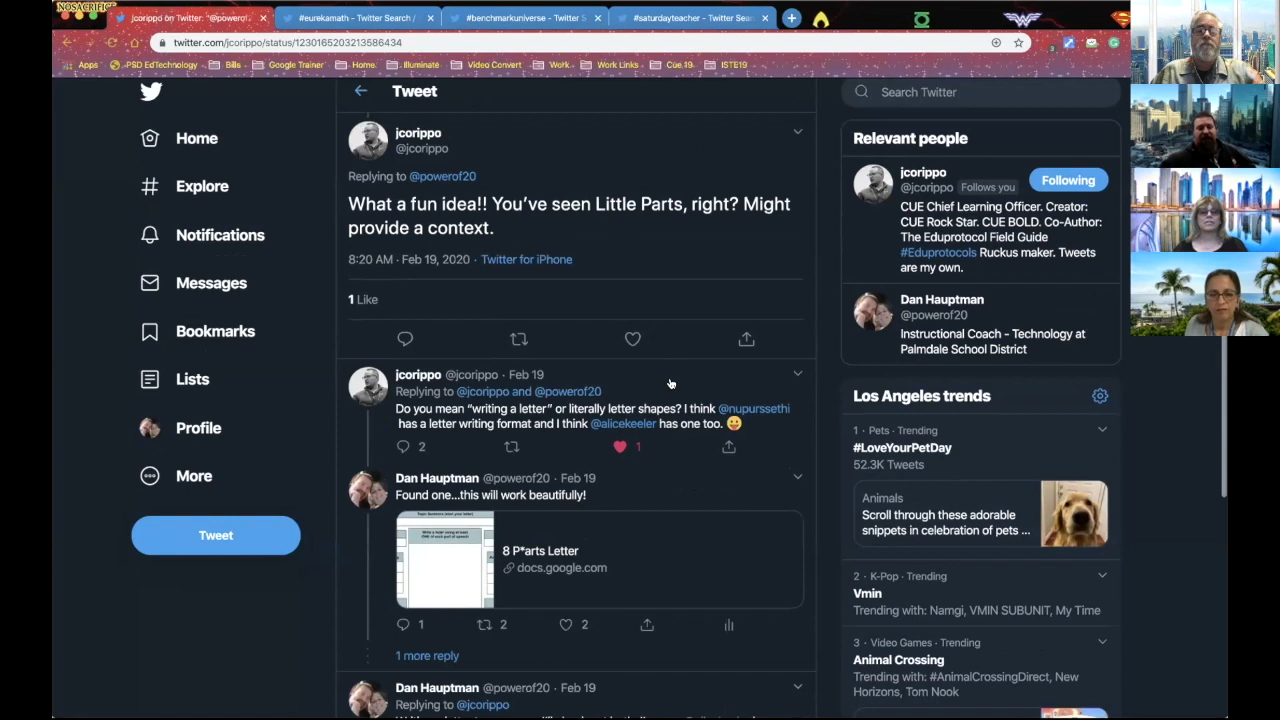 NOSACRIFICE
jcorippo on Twitter: "@powerof
#eurekamath - Twitter Search /
#benchmarkuniverse - Twitter S
#saturdayteacher - Twitter Sea
twitter.com/jcorippo/status/1230165203213586434
Apps
PSD EdTechnology
Bills
Google Trainer
Home
Illuminate
Video Convert
Work
Work Links
Cue.19
ISTE19
Home
Explore
Notifications
Messages
Bookmarks
Lists
Profile
More
Tweet
Tweet
jcorippo
@jcorippo
Replying to @powerof20
What a fun idea!! You've seen Little Parts, right? Might
provide a context.
8:20 AM · Feb 19, 2020 · Twitter for iPhone
1 Like
jcorippo @jcorippo · Feb 19
Replying to @jcorippo and @powerof20
Do you mean "writing a letter" or literally letter shapes? I think @nupurssethi
has a letter writing format and I think @alicekeeler has one too. 😛
2
1
Dan Hauptman @powerof20 · Feb 19
Found one...this will work beautifully!
8 P*arts Letter
docs.google.com
1
2
2
1 more reply
Dan Hauptman @powerof20 · Feb 19
Replying to @jcorippo
Search Twitter
Relevant people
jcorippo
@jcorippo Follows you
Following
CUE Chief Learning Officer. Creator:
CUE Rock Star. CUE BOLD. Co-Author:
The Eduprotocol Field Guide
#Eduprotocols Ruckus maker. Tweets
are my own.
Dan Hauptman
@powerof20
Instructional Coach - Technology at
Palmdale School District
Los Angeles trends
1 · Pets · Trending
#LoveYourPetDay
52.3K Tweets
Animals
Scroll through these adorable
snippets in celebration of pets ...
2 · K-Pop · Trending
Vmin
Trending with: Namgi, VMIN SUBUNIT, My Time
3 · Video Games · Trending
Animal Crossing
Trending with: #AnimalCrossingDirect, New
Horizons, Tom Nook